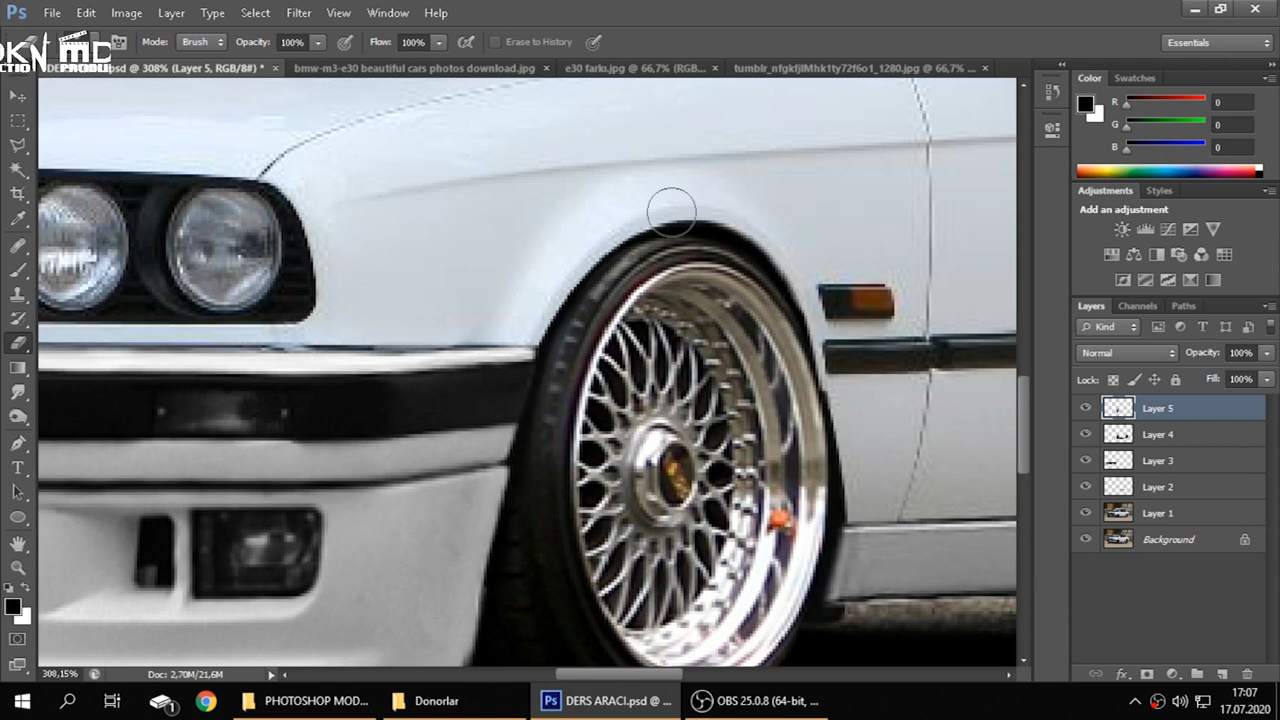 Ps File Edit Image Layer Type Select Filter View Window Help
Mode: Brush Opacity: 100% Flow: 100% Erase to History Essentials
.psd @ 308% (Layer 5, RGB/8#) * × bmw-m3-e30 beautiful cars photos download.jpg × e30 farkı.jpg @ 66,7% (RGB... × tumblr_nfgkfjlMhk1ty72f6o1_1280.jpg @ 66,7% ... ×
Color Swatches
R 0
G 0
B 0
Adjustments Styles
Add an adjustment
Layers Channels Paths
Kind
Normal Opacity: 100%
Lock: Fill: 100%
Layer 5
Layer 4
Layer 3
Layer 2
Layer 1
Background
308,15% Doc: 2,70M/21,6M
1 PHOTOSHOP MOD... Donorlar Ps DERS ARACI.psd @ ... OBS 25.0.8 (64-bit, ... 17:07
17.07.2020